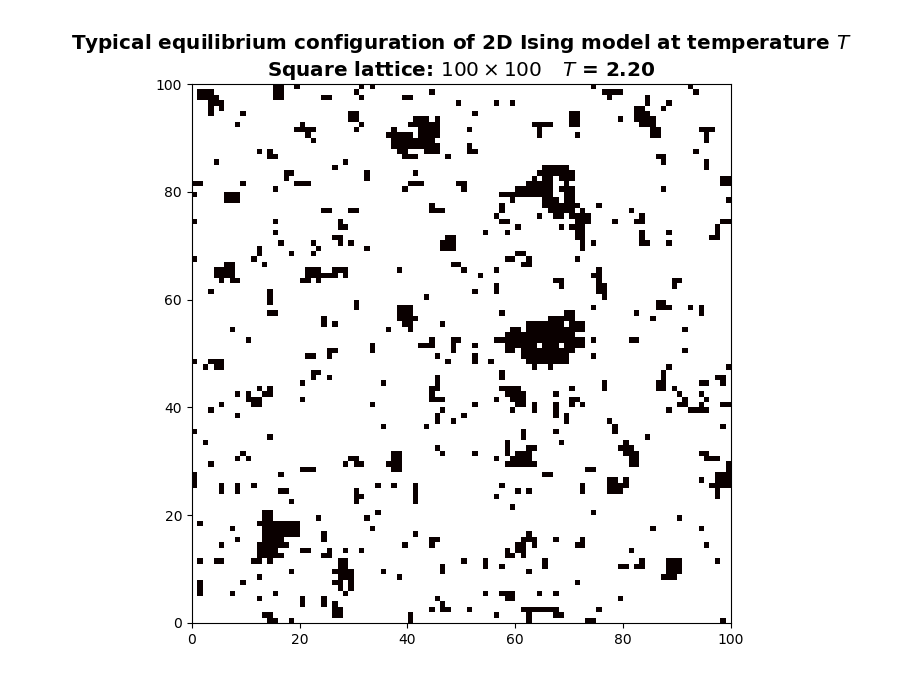 Typical equilibrium configuration of 2D Ising model at temperature T
Square lattice: 100 × 100 T = 2.20
100
80
60
40
20
0
0 20 40 60 80 100